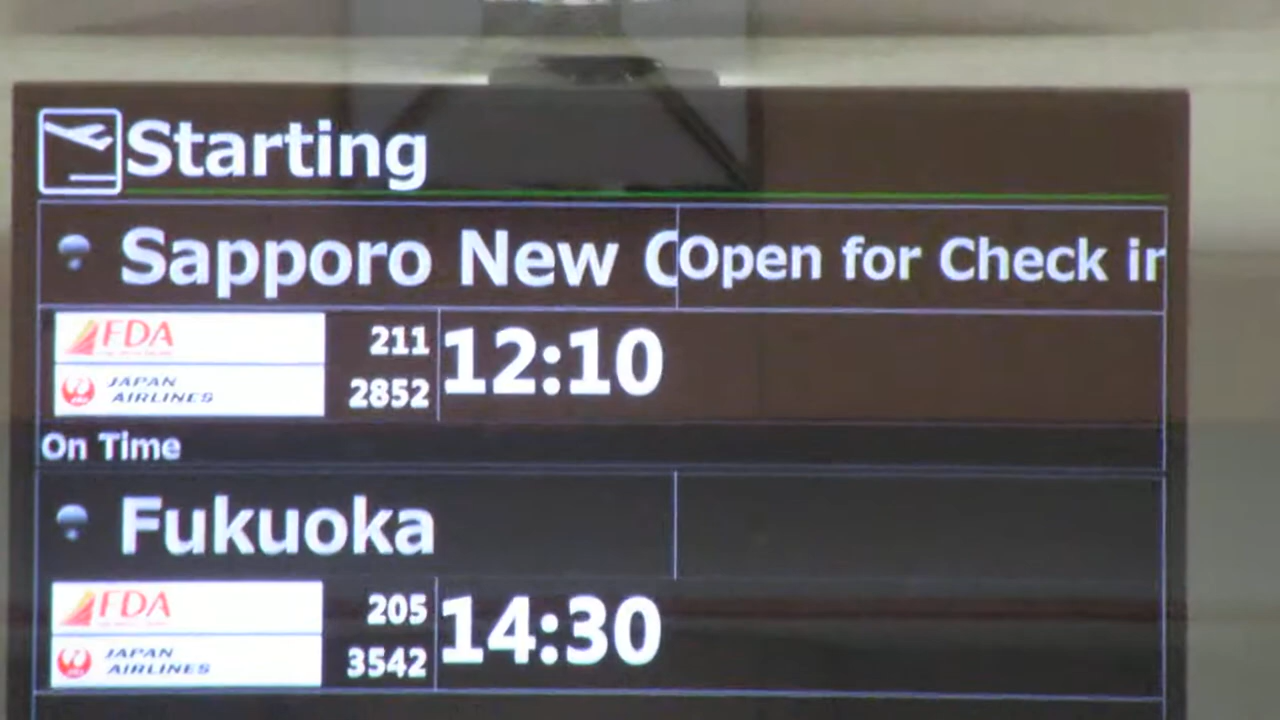 Starting
Sapporo New C
Open for Check in
FDA 211 12:10
JAPAN AIRLINES 2852
On Time
Fukuoka
FDA 205 14:30
JAPAN AIRLINES 3542